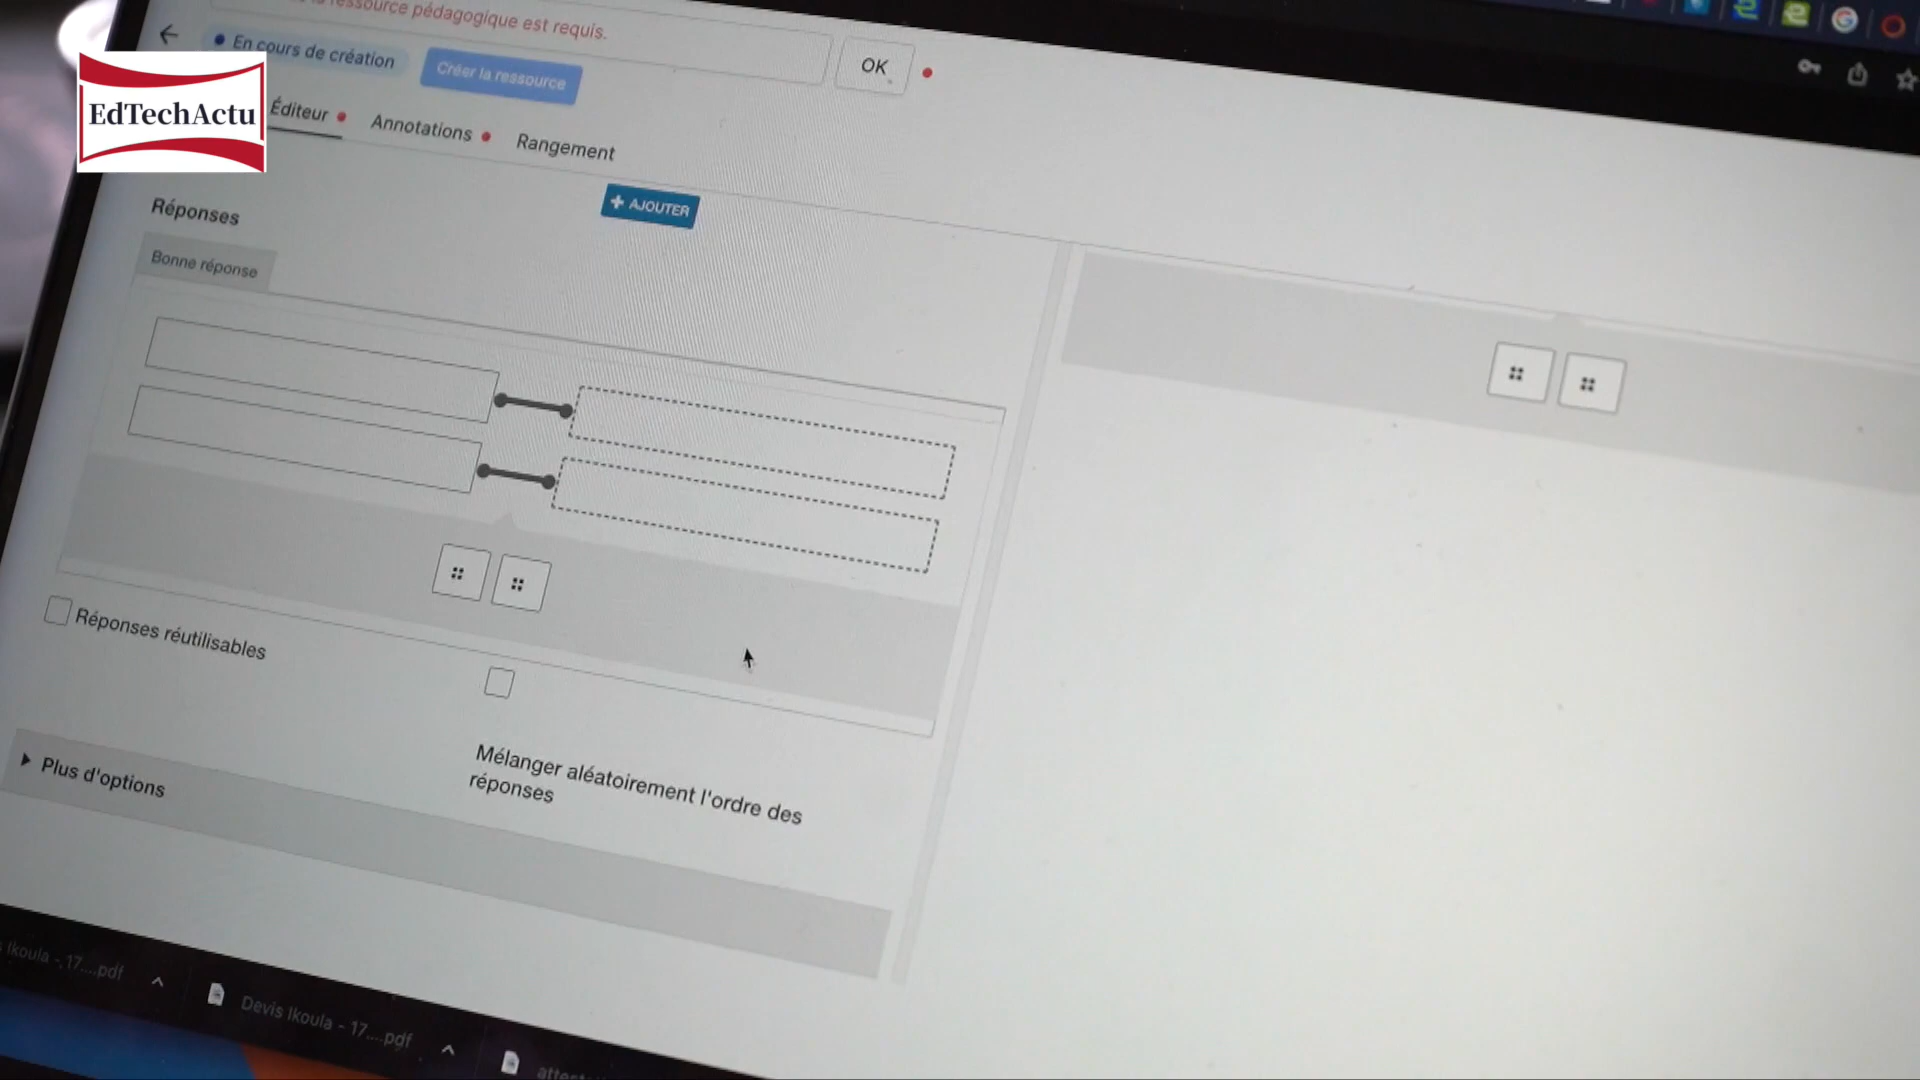 ressource pédagogique est requis.
OK
En cours de création
Créer la ressource
EdTechActu
Éditeur
Annotations
Rangement
+ AJOUTER
Réponses
Bonne réponse
Réponses réutilisables
Mélanger aléatoirement l'ordre des
réponses
Plus d'options
Ikoula - 17....pdf
Devis Ikoula - 17....pdf